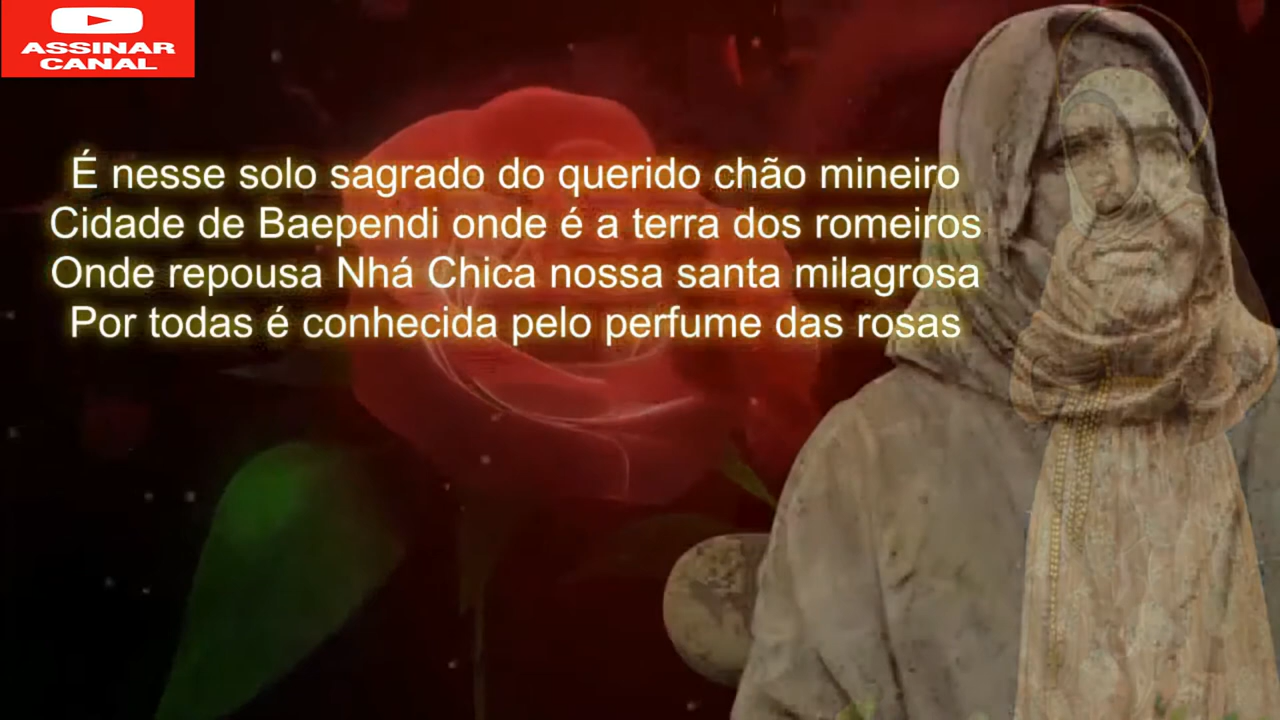 ASSINAR
CANAL
É nesse solo sagrado do querido chão mineiro
Cidade de Baependi onde é a terra dos romeiros
Onde repousa Nhá Chica nossa santa milagrosa
Por todas é conhecida pelo perfume das rosas